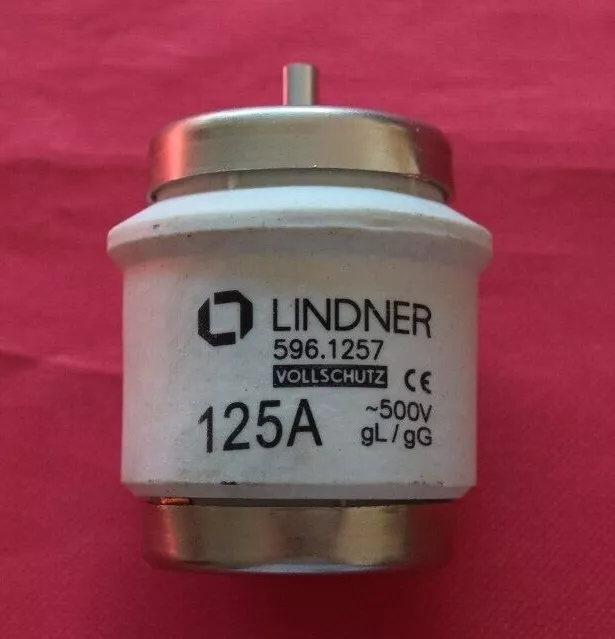 LINDNER
596.1257
VOLLSCHUTZ CE
125A
~500V
gL/gG